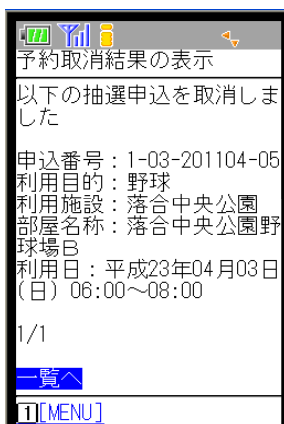 予約取消結果の表示
以下の抽選申込を取消しま
した
申込番号：1-03-201104-05
利用目的：野球
利用施設：落合中央公園
部屋名称：落合中央公園野
球場B
利用日：平成23年04月03日
(日) 06:00～08:00
1/1
一覧へ
1[MENU]